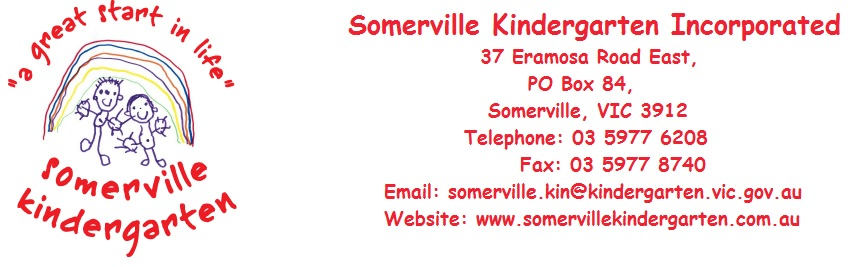 "a great start in life"
somerville
kindergarten
Somerville Kindergarten Incorporated
37 Eramosa Road East,
PO Box 84,
Somerville, VIC 3912
Telephone: 03 5977 6208
Fax: 03 5977 8740
Email: somerville.kin@kindergarten.vic.gov.au
Website: www.somervillekindergarten.com.au